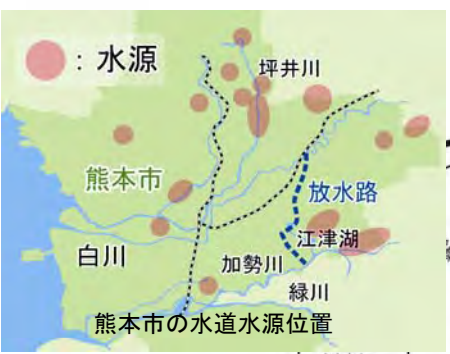 ：水源
坪井川
熊本市
放水路
江津湖
白川
加勢川
緑川
熊本市の水道水源位置